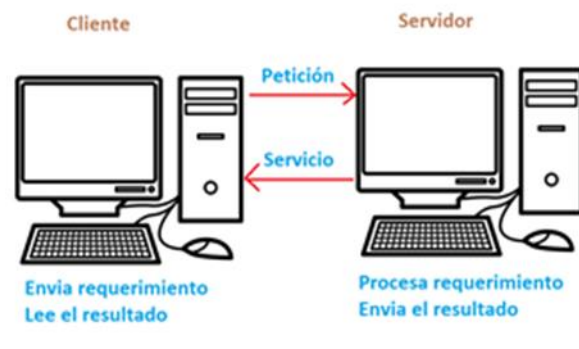 Cliente
Servidor
Petición
Servicio
Envia requerimiento
Lee el resultado
Procesa requerimiento
Envia el resultado